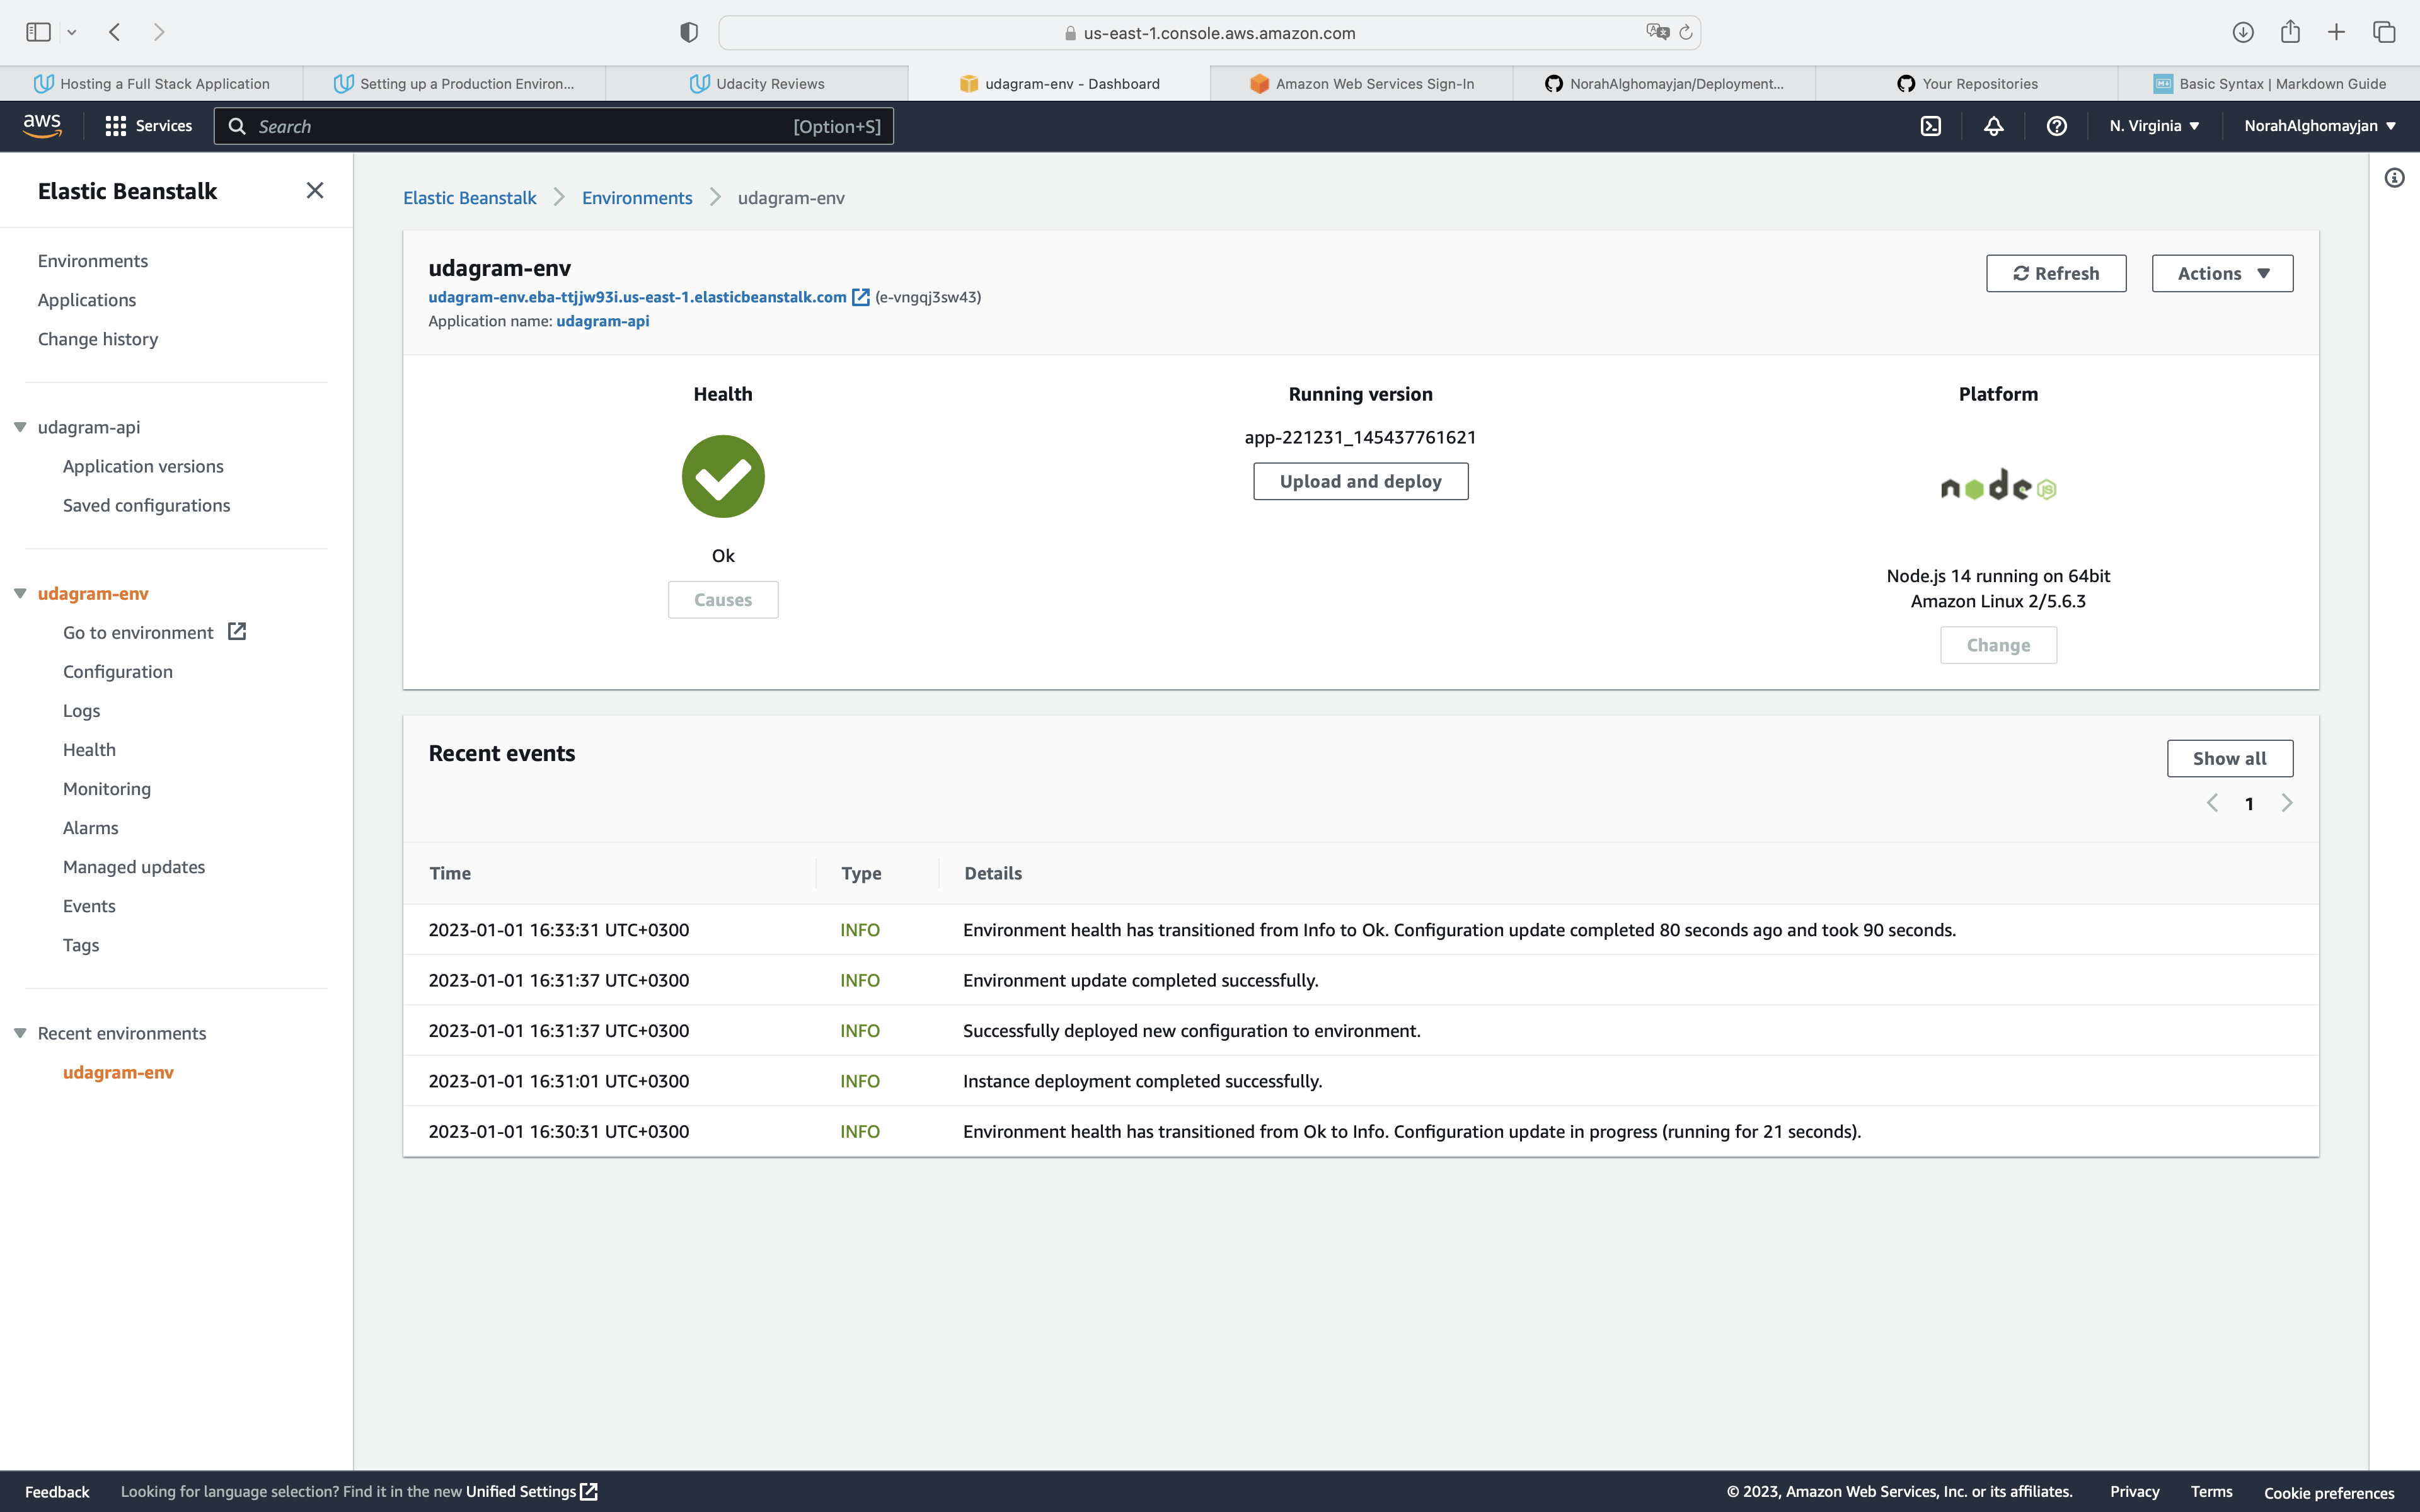 us-east-1.console.aws.amazon.com
Hosting a Full Stack Application
Setting up a Production Environ...
Udacity Reviews
udagram-env - Dashboard
Amazon Web Services Sign-In
NorahAlghomayjan/Deployment...
Your Repositories
Basic Syntax | Markdown Guide
aws
Services
Search
[Option+S]
N. Virginia
NorahAlghomayjan
Elastic Beanstalk
Environments
Applications
Change history
udagram-api
Application versions
Saved configurations
udagram-env
Go to environment
Configuration
Logs
Health
Monitoring
Alarms
Managed updates
Events
Tags
Recent environments
udagram-env
Elastic Beanstalk > Environments > udagram-env
udagram-env
udagram-env.eba-ttjjw93i.us-east-1.elasticbeanstalk.com (e-vngqj3sw43)
Application name: udagram-api
Refresh
Actions
Health
Ok
Causes
Running version
app-221231_145437761621
Upload and deploy
Platform
node JS
Node.js 14 running on 64bit
Amazon Linux 2/5.6.3
Change
Recent events
Show all
1
Time Type Details
2023-01-01 16:33:31 UTC+0300 INFO Environment health has transitioned from Info to Ok. Configuration update completed 80 seconds ago and took 90 seconds.
2023-01-01 16:31:37 UTC+0300 INFO Environment update completed successfully.
2023-01-01 16:31:37 UTC+0300 INFO Successfully deployed new configuration to environment.
2023-01-01 16:31:01 UTC+0300 INFO Instance deployment completed successfully.
2023-01-01 16:30:31 UTC+0300 INFO Environment health has transitioned from Ok to Info. Configuration update in progress (running for 21 seconds).
Feedback
Looking for language selection? Find it in the new Unified Settings
© 2023, Amazon Web Services, Inc. or its affiliates.
Privacy
Terms
Cookie preferences